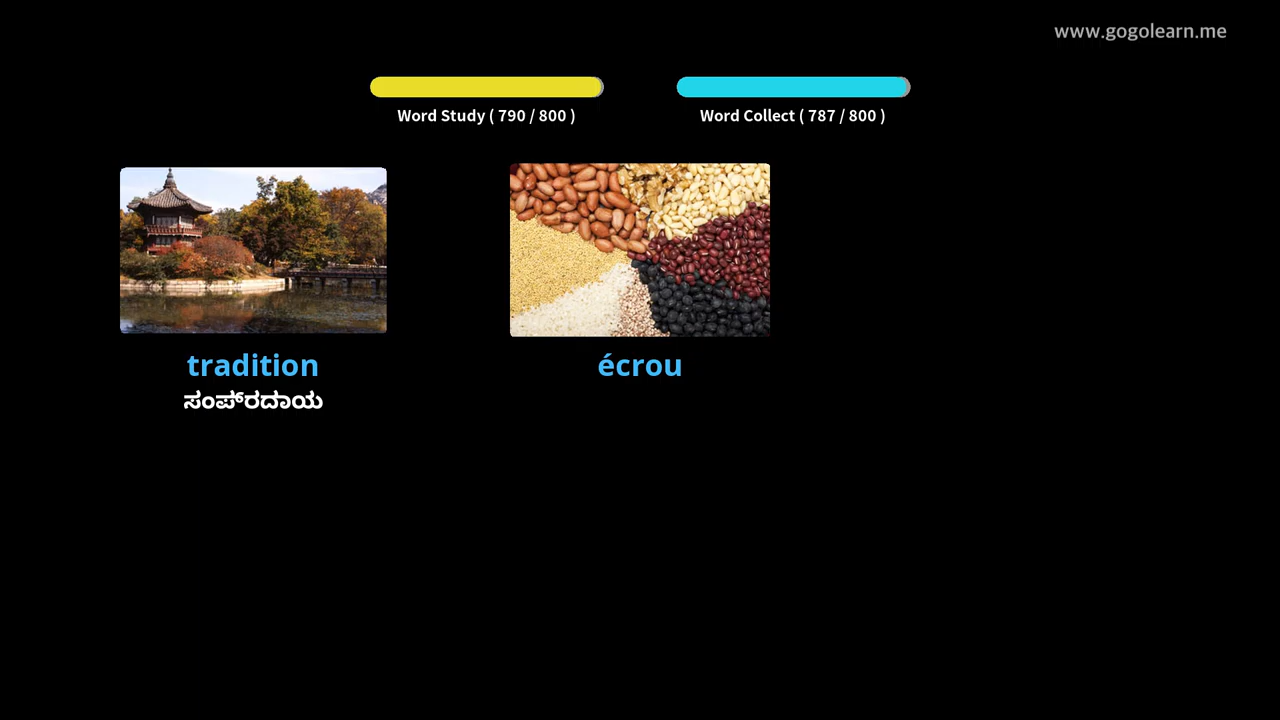 www.gogolearn.me
Word Study ( 790 / 800 )
Word Collect ( 787 / 800 )
tradition
ಸಂಪ್ರದಾಯ
écrou